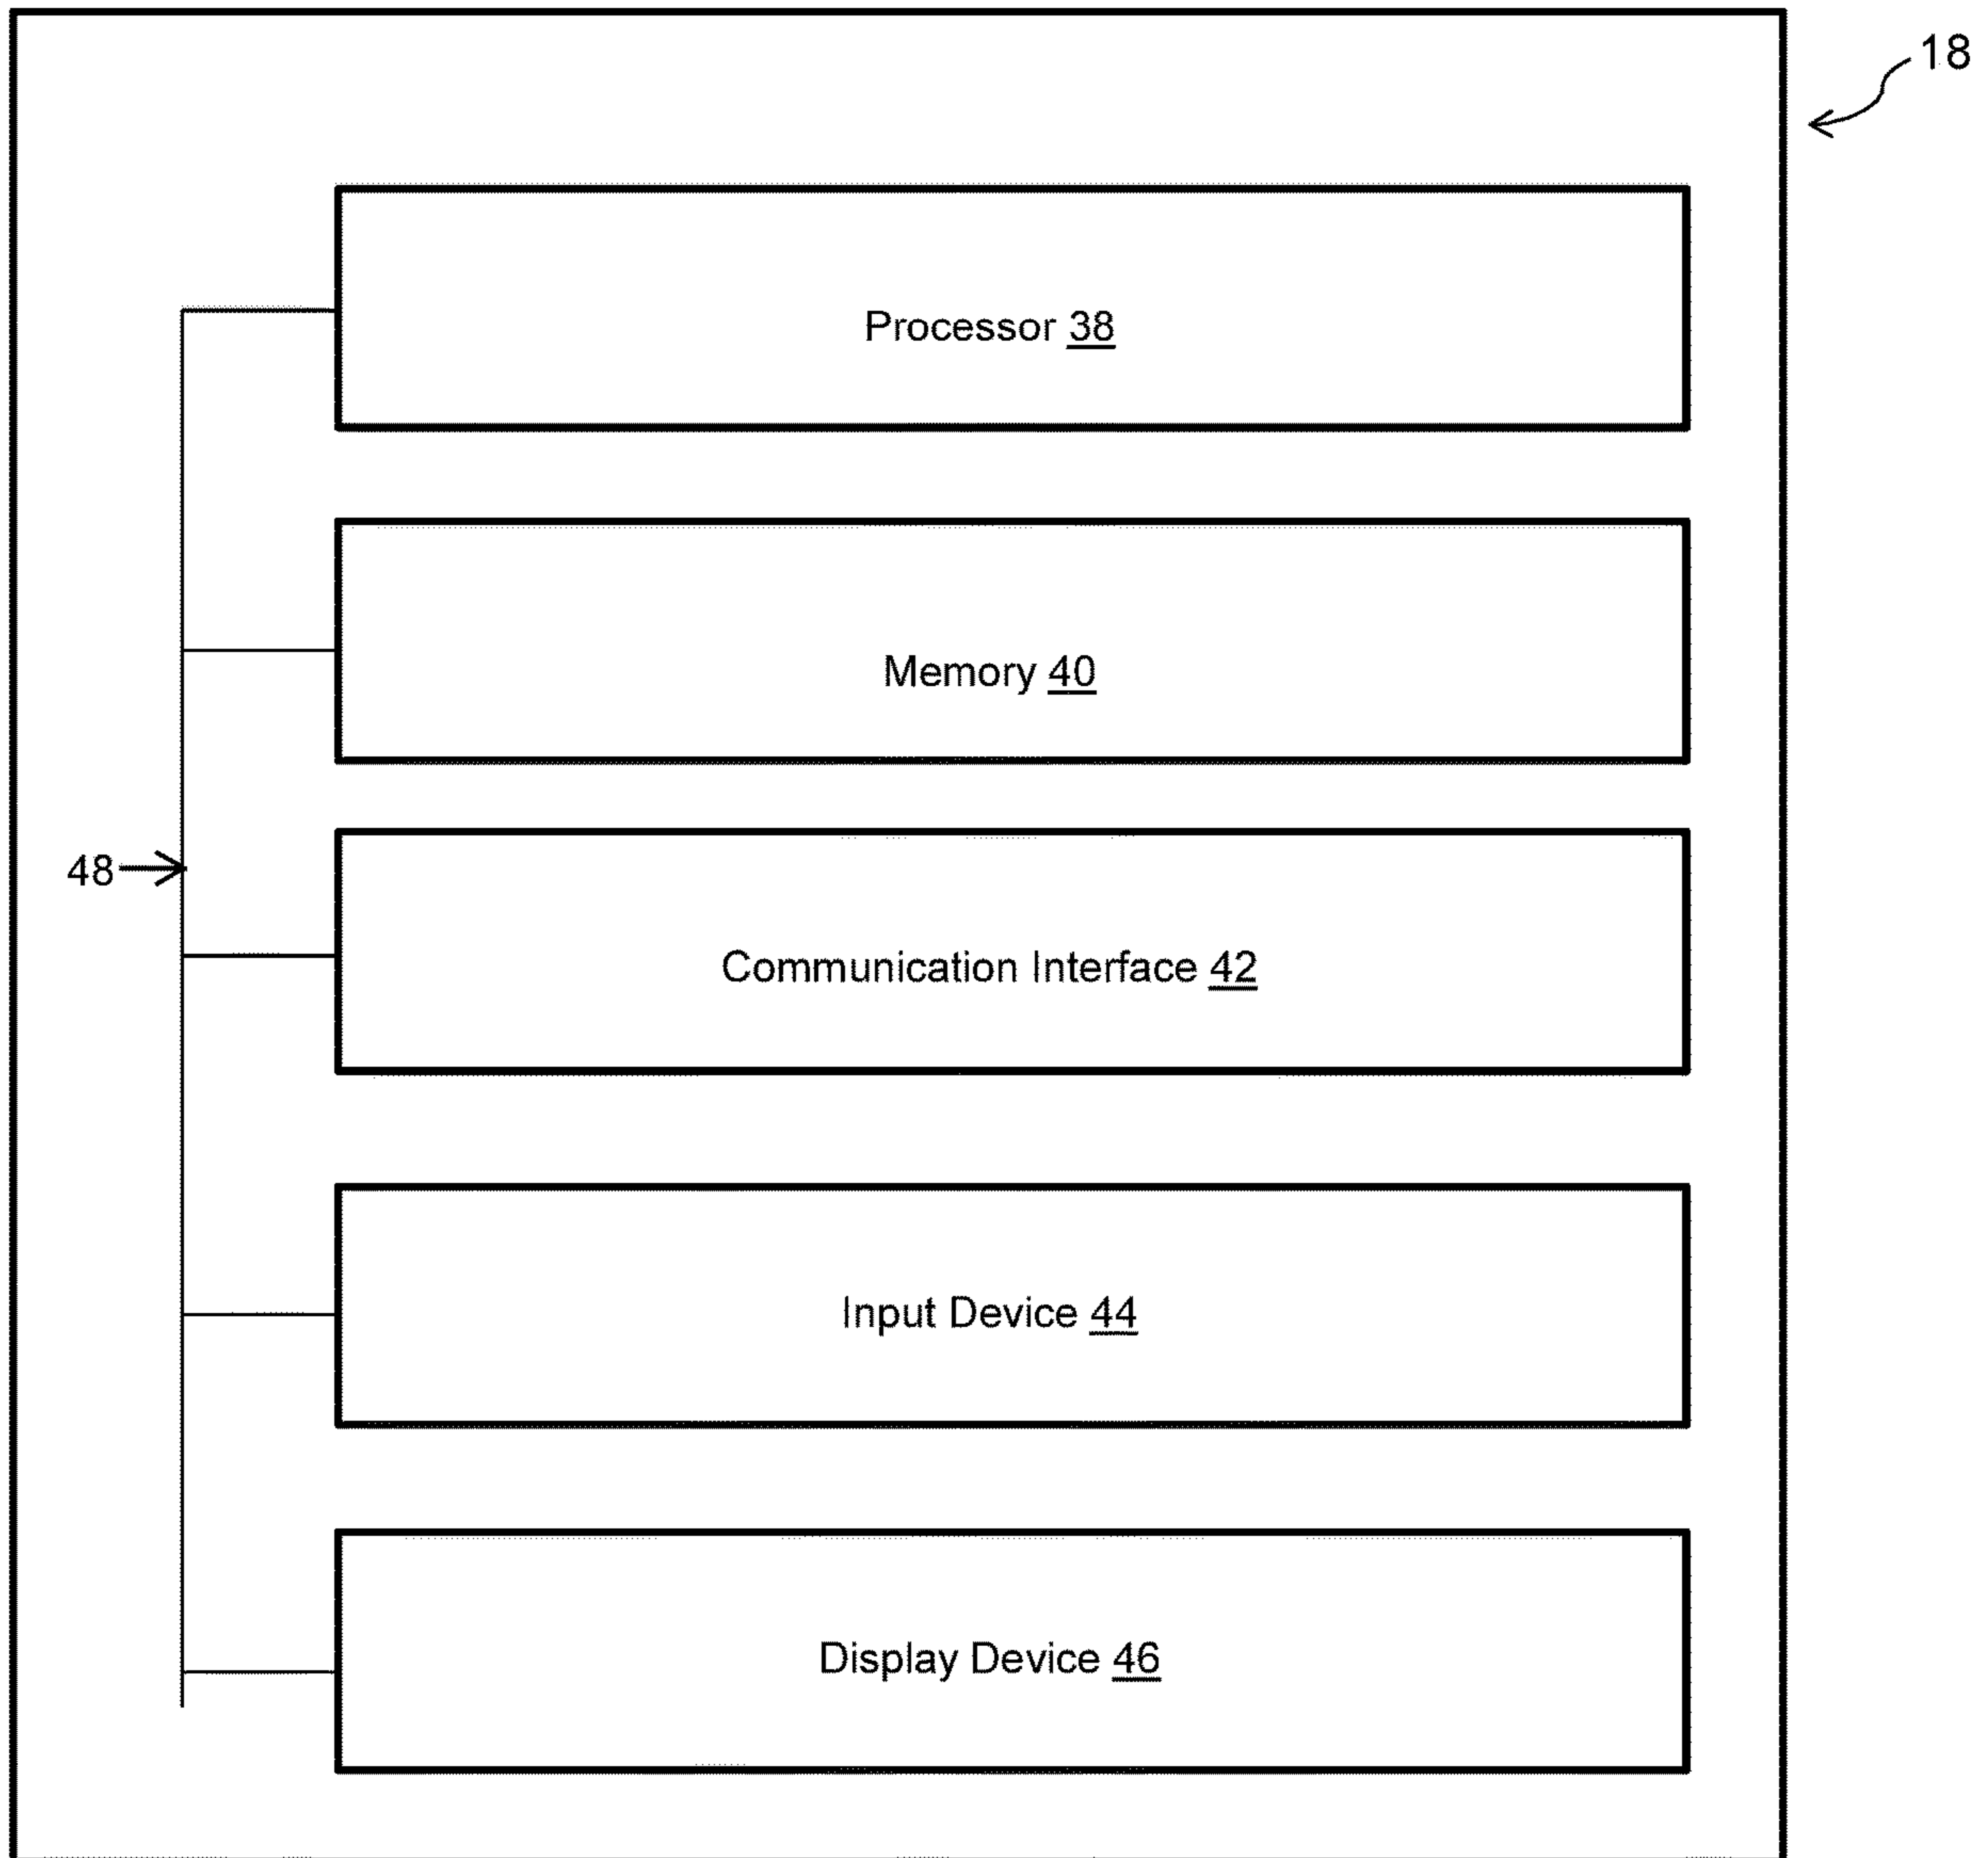 18
Processor 38
Memory 40
48
Communication Interface 42
Input Device 44
Display Device 46